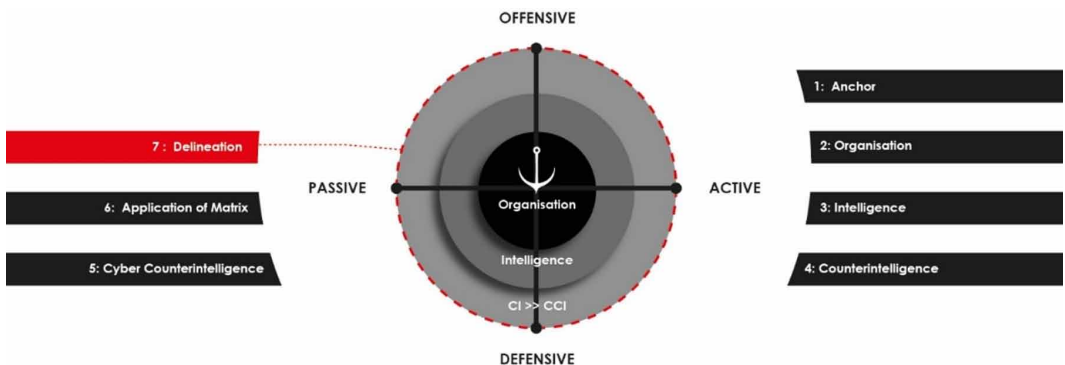 OFFENSIVE
1: Anchor
7 : Delineation
2: Organisation
PASSIVE
ACTIVE
Organisation
6: Application of Matrix
3: Intelligence
Intelligence
5: Cyber Counterintelligence
4: Counterintelligence
CI >> CCI
DEFENSIVE